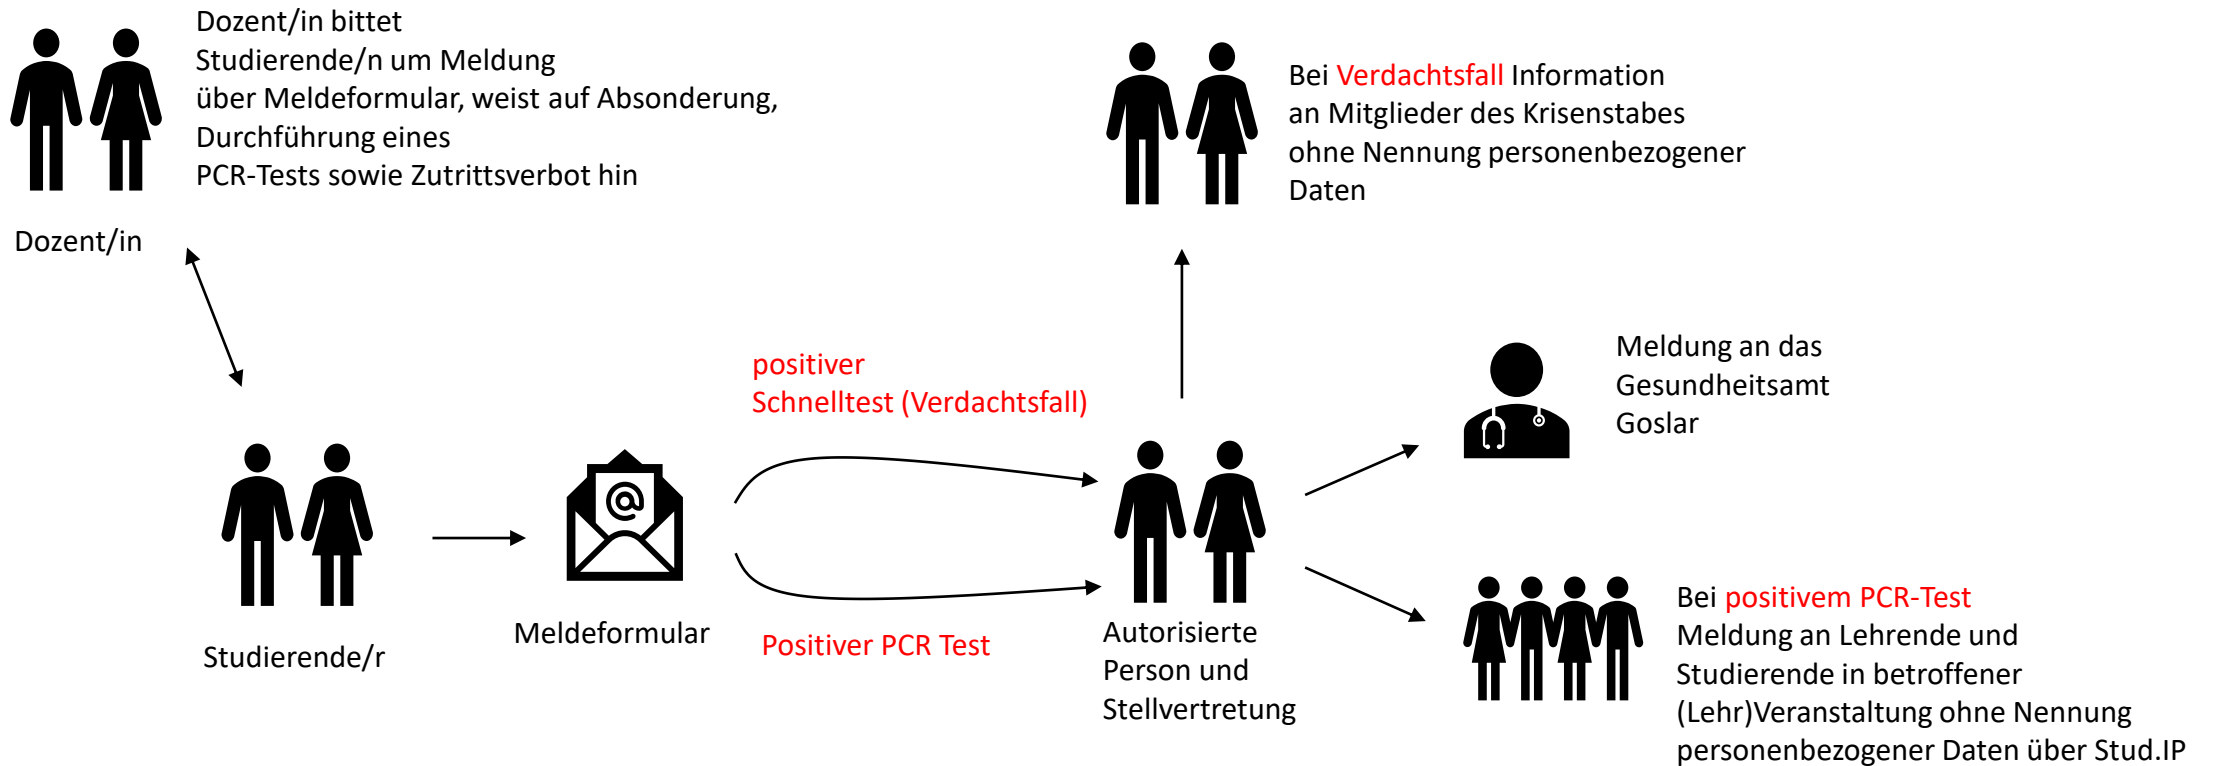 Dozent/in bittet
Studierende/n um Meldung
über Meldeformular, weist auf Absonderung,
Durchführung eines
PCR-Tests sowie Zutrittsverbot hin
Dozent/in
Bei Verdachtsfall Information
an Mitglieder des Krisenstabes
ohne Nennung personenbezogener
Daten
positiver
Schnelltest (Verdachtsfall)
Meldung an das
Gesundheitsamt
Goslar
Studierende/r
Meldeformular
Positiver PCR Test
Autorisierte
Person und
Stellvertretung
Bei positivem PCR-Test
Meldung an Lehrende und
Studierende in betroffener
(Lehr)Veranstaltung ohne Nennung
personenbezogener Daten über Stud.IP